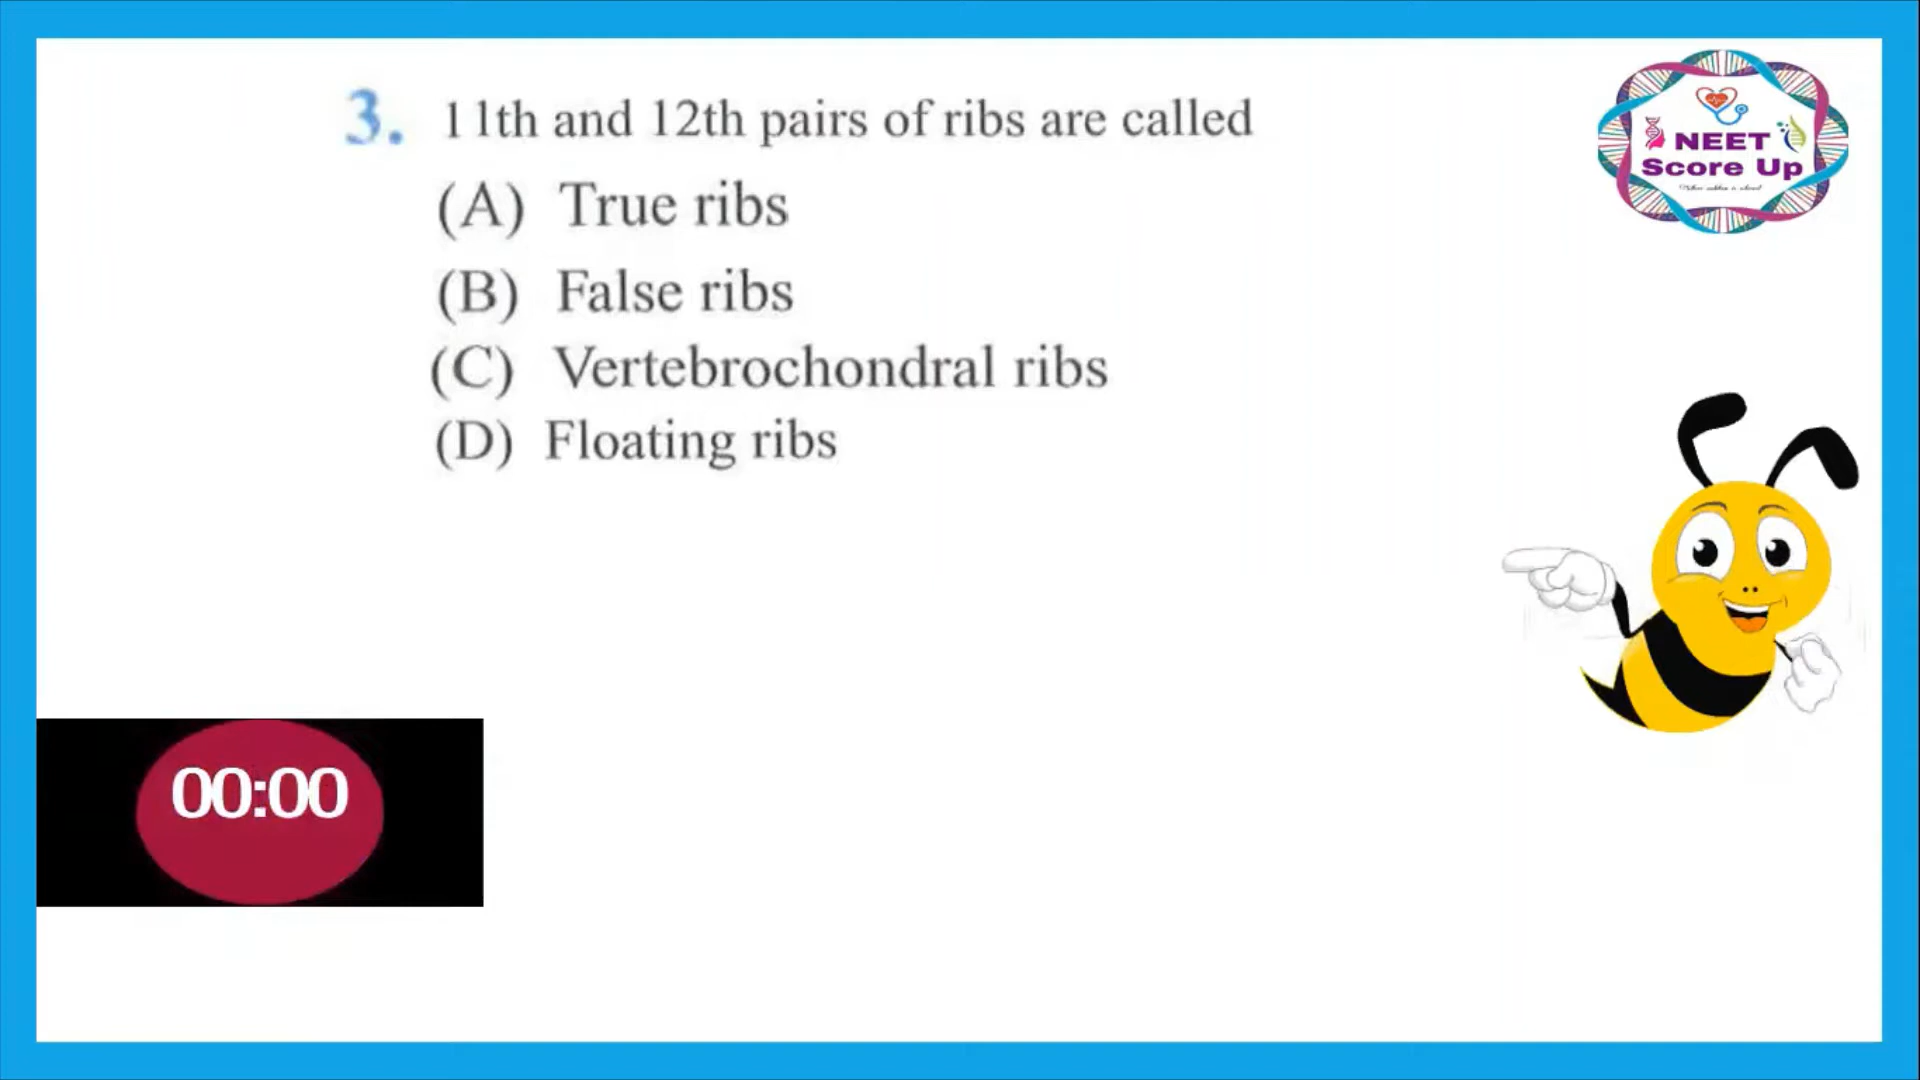 3. 11th and 12th pairs of ribs are called
(A) True ribs
(B) False ribs
(C) Vertebrochondral ribs
(D) Floating ribs
NEET
Score Up
00:00